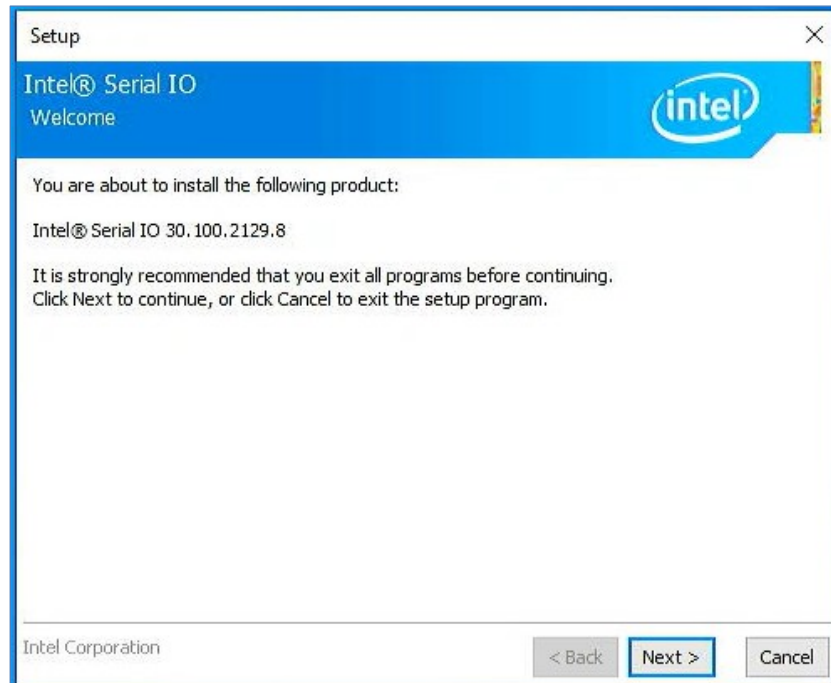 Setup
Intel® Serial IO
Welcome
intel
You are about to install the following product:
Intel® Serial IO 30.100.2129.8
It is strongly recommended that you exit all programs before continuing.
Click Next to continue, or click Cancel to exit the setup program.
Intel Corporation
< Back Next > Cancel